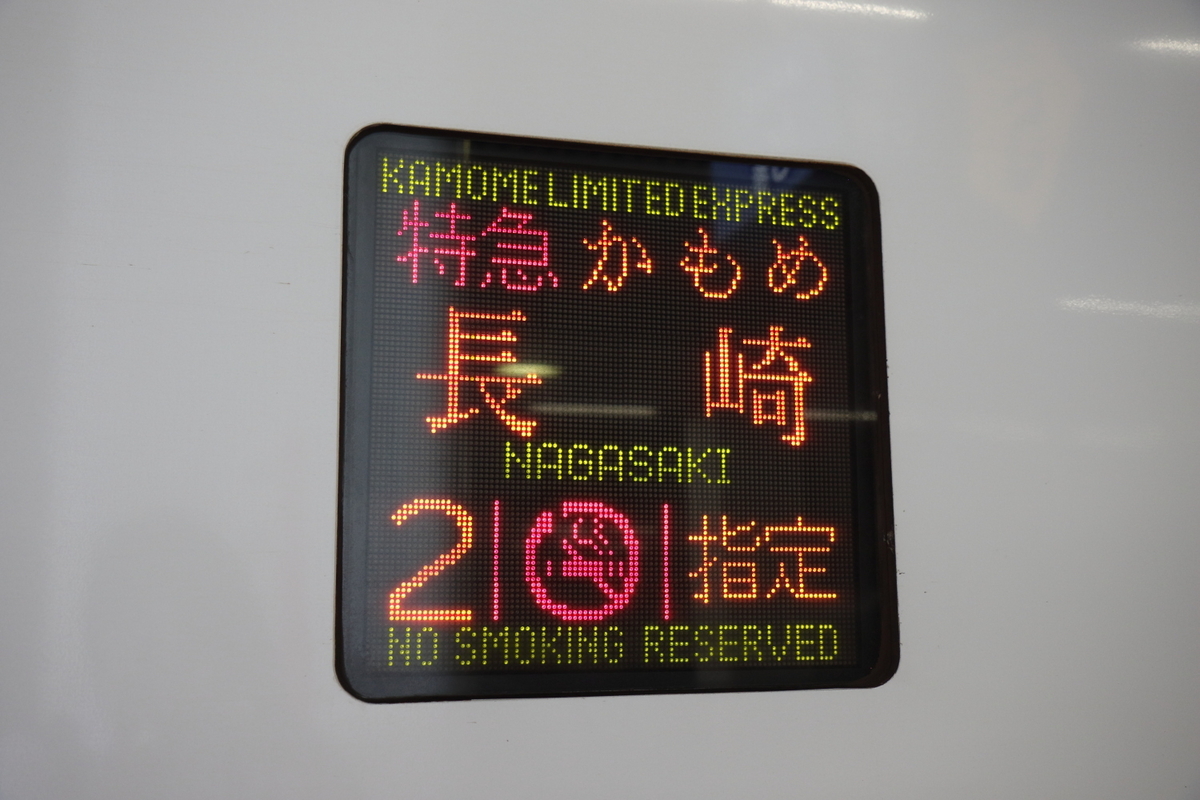 KAMOME LIMITED EXPRESS
特急かもめ
長崎
NAGASAKI
2 指定
NO SMOKING RESERVED